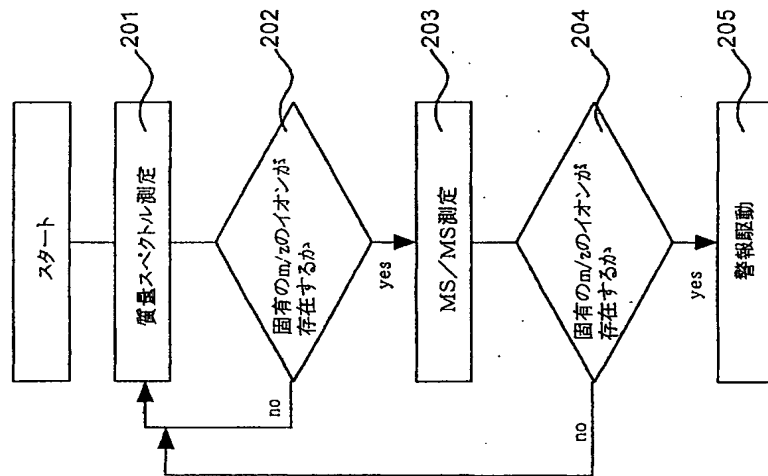 スタート
201
質量スペクトル測定
202
固有のm/zのイオンが
存在するか
no
yes
203
MS／MS測定
204
固有のm/zのイオンが
存在するか
no
yes
205
警報駆動